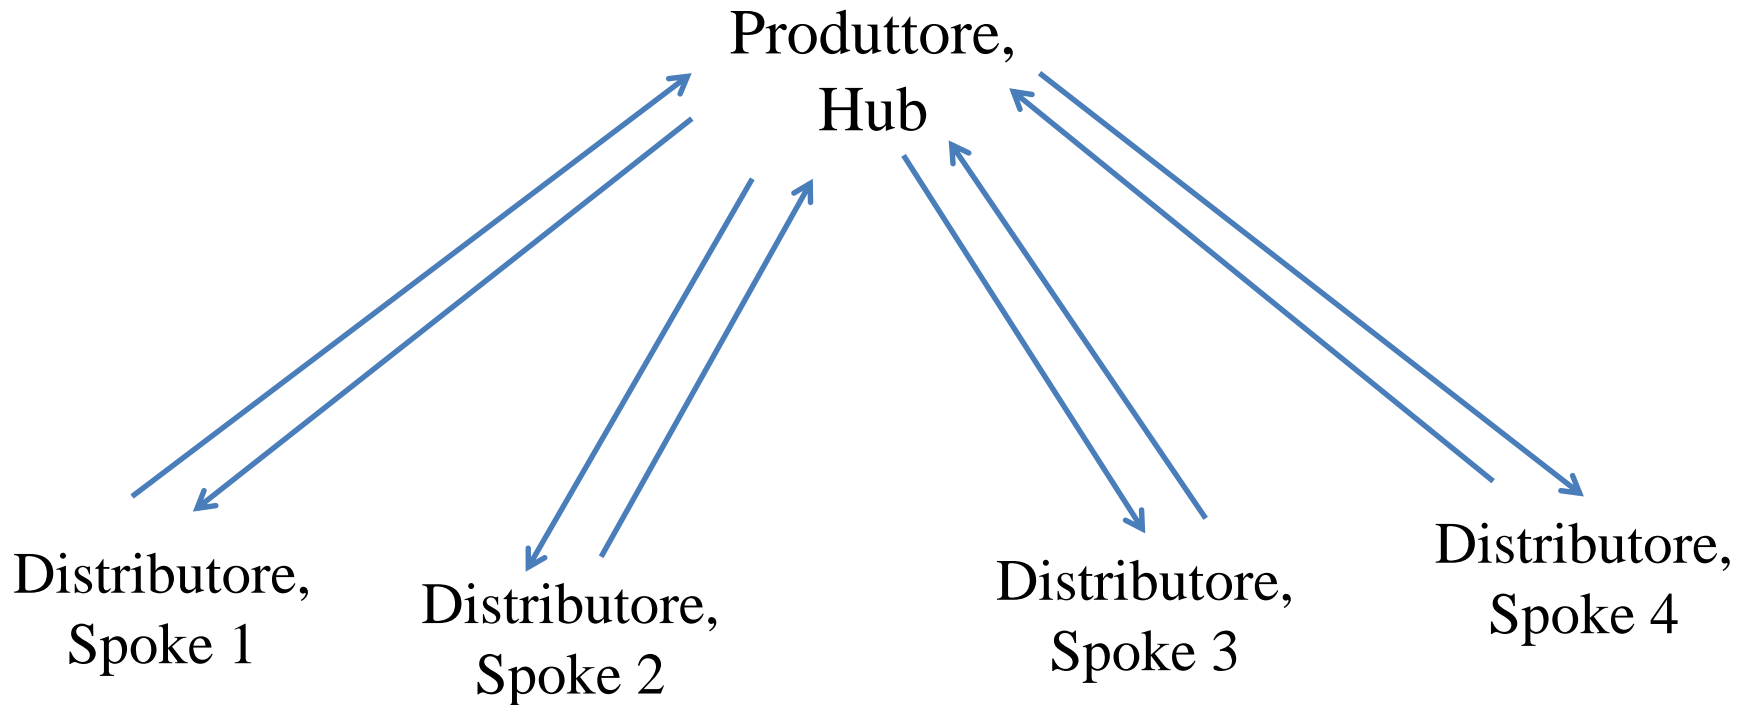 Produttore,
Hub
Distributore,
Spoke 1
Distributore,
Spoke 2
Distributore,
Spoke 3
Distributore,
Spoke 4